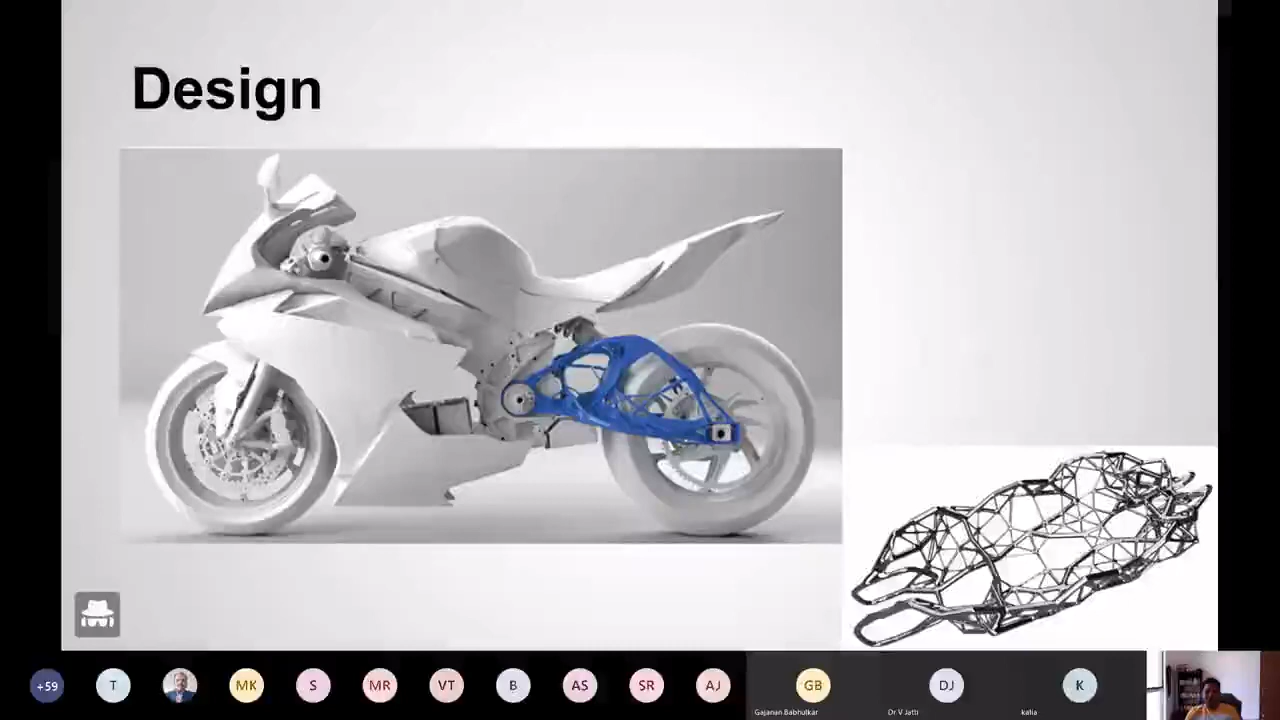 Design
+59
T
MK
S
MR
VT
B
AS
SR
AJ
GB
DJ
K
Gajanan Babhulkar
Dr V Jatti
kalia